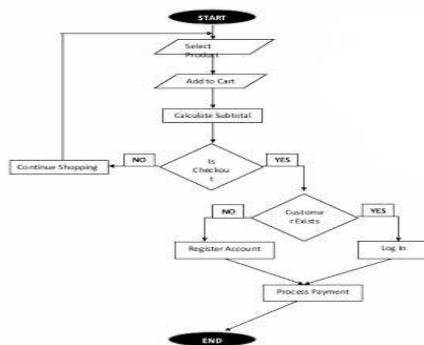 START
Select
Product
Add to Cart
Calculate Subtotal
Is
Checkou
t
NO
YES
Continue Shopping
Custome
r Exists
NO
YES
Register Account
Log In
Process Payment
END